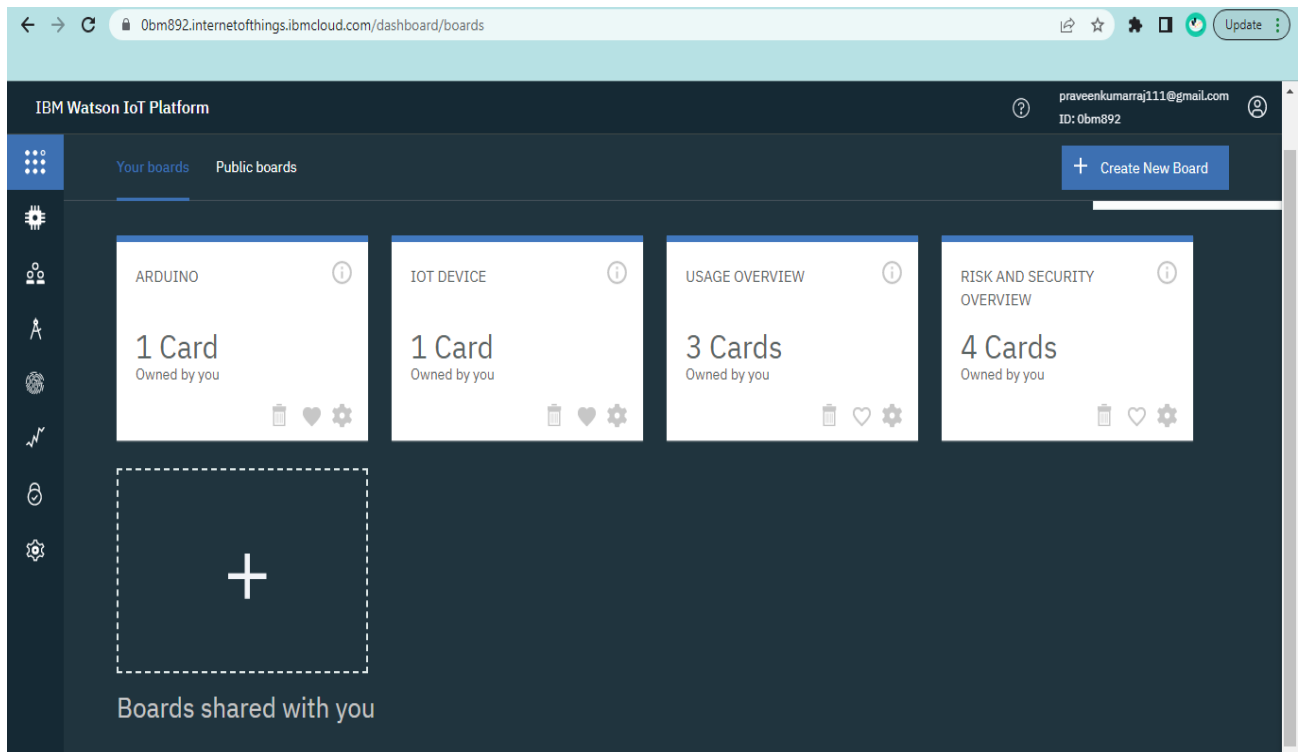 0bm892.internetofthings.ibmcloud.com/dashboard/boards
Update
IBM Watson IoT Platform
praveenkumarraj111@gmail.com
ID: 0bm892
Your boards
Public boards
Create New Board
ARDUINO
1 Card
Owned by you
IOT DEVICE
1 Card
Owned by you
USAGE OVERVIEW
3 Cards
Owned by you
RISK AND SECURITY
OVERVIEW
4 Cards
Owned by you
Boards shared with you